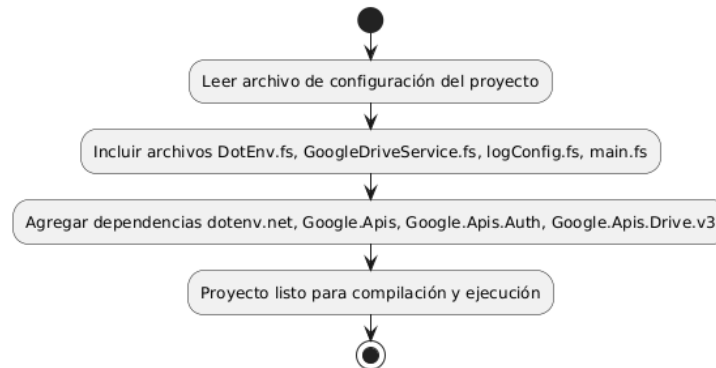 Leer archivo de configuración del proyecto
Incluir archivos DotEnv.fs, GoogleDriveService.fs, logConfig.fs, main.fs
Agregar dependencias dotenv.net, Google.Apis, Google.Apis.Auth, Google.Apis.Drive.v3
Proyecto listo para compilación y ejecución